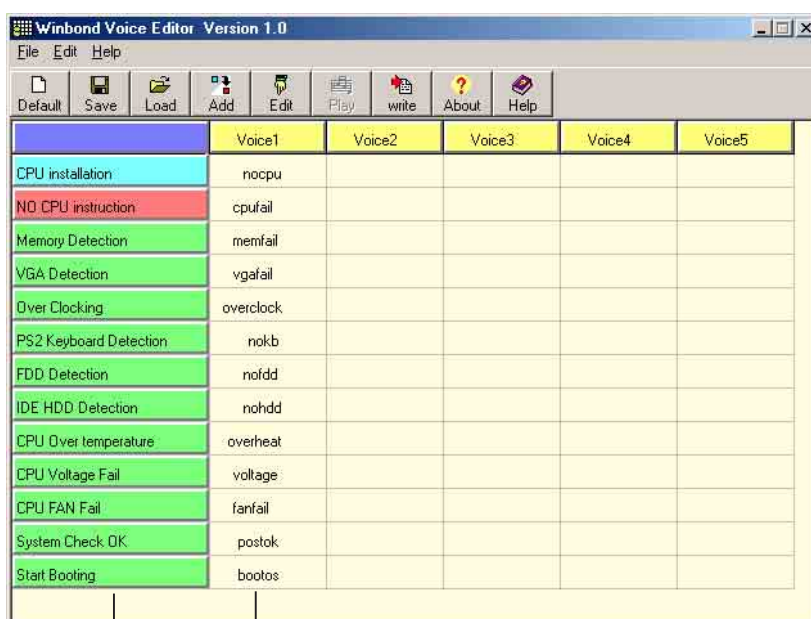 Winbond Voice Editor Version 1.0
File Edit Help
Default Save Load Add Edit Play write About Help
Voice1 Voice2 Voice3 Voice4 Voice5
CPU installation nocpu
NO CPU instruction cpufail
Memory Detection memfail
VGA Detection vgafail
Over Clocking overclock
PS2 Keyboard Detection nokb
FDD Detection nofdd
IDE HDD Detection nohdd
CPU Over temperature overheat
CPU Voltage Fail voltage
CPU FAN Fail fanfail
System Check OK postok
Start Booting bootos